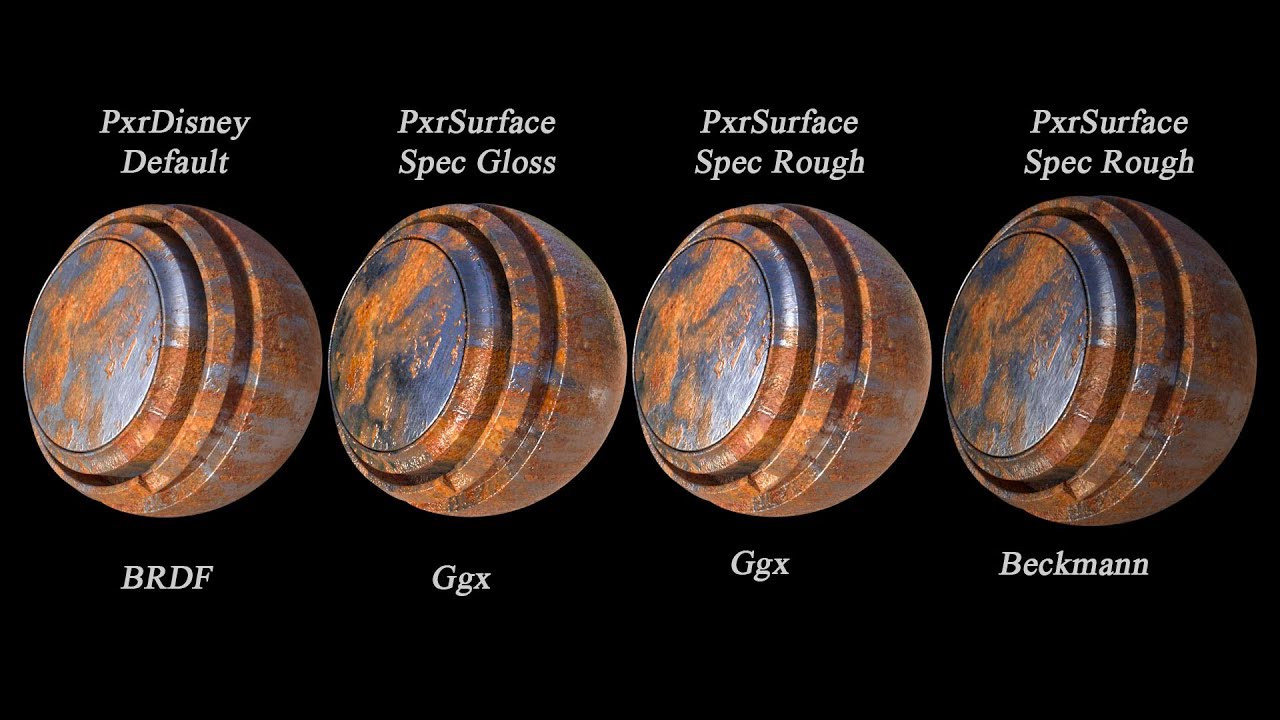 PxrDisney
Default
PxrSurface
Spec Gloss
PxrSurface
Spec Rough
PxrSurface
Spec Rough
BRDF
Ggx
Ggx
Beckmann